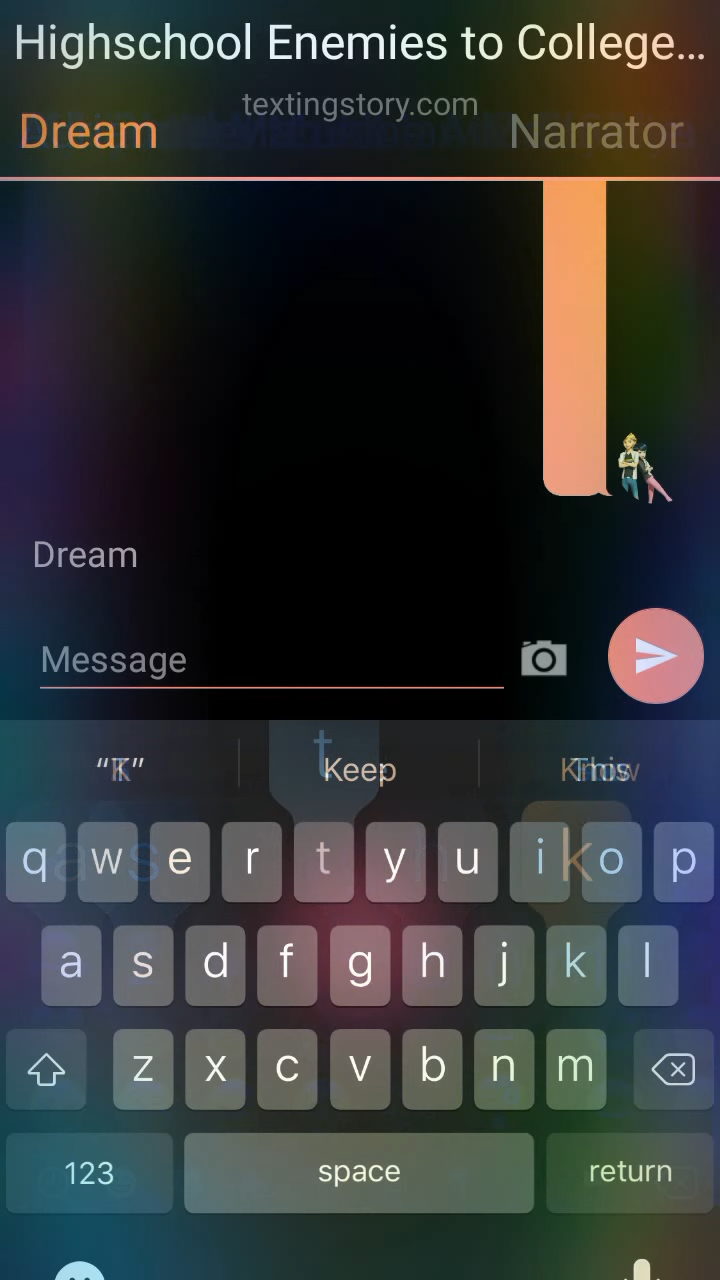 Highschool Enemies to College...
textingstory.com
Dream
Narrator
Dream
Message
Keep
q w e r t y u i o p
a s d f g h j k l
z x c v b n m
123 space return